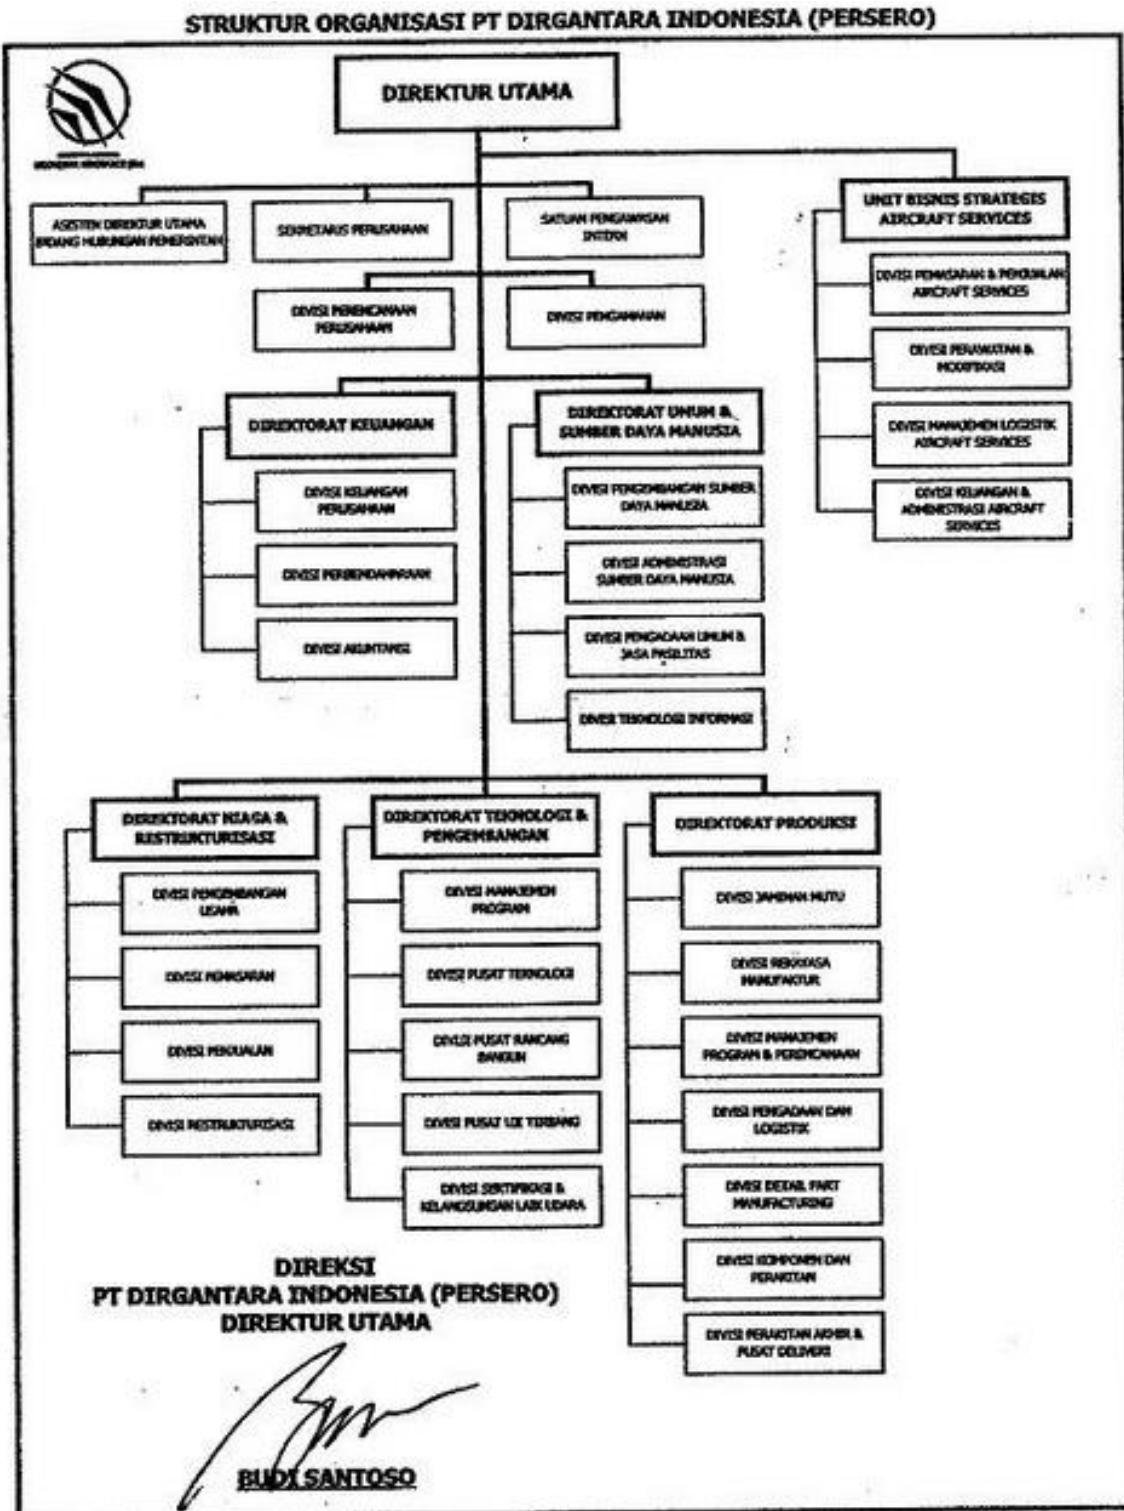 STRUKTUR ORGANISASI PT DIRGANTARA INDONESIA (PERSERO)
DIREKTUR UTAMA
ASISTEN DIREKTUR UTAMA
BIDANG HUBUNGAN PEMERINTAH
SEKRETARIS PERUSAHAAN
SATUAN PENGAWASAN
INTERN
UNIT BISNIS STRATEGIS
AIRCRAFT SERVICES
DIVISI PEMASARAN & PENJUALAN
AIRCRAFT SERVICES
DIVISI PERAWATAN &
MODIFIKASI
DIVISI MANAJEMEN LOGISTIK
AIRCRAFT SERVICES
DIVISI KEUANGAN &
ADMINISTRASI AIRCRAFT
SERVICES
DIVISI PERENCANAAN
PERUSAHAAN
DIVISI PENGAMANAN
DIREKTORAT KEUANGAN
DIVISI KEUANGAN
PERUSAHAAN
DIVISI PERBENDAHARAAN
DIVISI AKUNTANSI
DIREKTORAT UMUM &
SUMBER DAYA MANUSIA
DIVISI PENGEMBANGAN SUMBER
DAYA MANUSIA
DIVISI ADMINISTRASI
SUMBER DAYA MANUSIA
DIVISI PENGADAAN UMUM &
JASA FASILITAS
DIVISI TEKNOLOGI INFORMASI
DIREKTORAT NIAGA &
RESTRUKTURISASI
DIVISI PENGEMBANGAN
USAHA
DIVISI PEMASARAN
DIVISI PENJUALAN
DIVISI RESTRUKTURISASI
DIREKTORAT TEKNOLOGI &
PENGEMBANGAN
DIVISI MANAJEMEN
PROGRAM
DIVISI PUSAT TEKNOLOGI
DIVISI PUSAT RANCANG
BANGUN
DIVISI PUSAT UJI TERBANG
DIVISI SERTIFIKASI &
KELANGSUNGAN LAIK UDARA
DIREKTORAT PRODUKSI
DIVISI JAMINAN MUTU
DIVISI REKAYASA
MANUFAKTUR
DIVISI MANAJEMEN
PROGRAM & PERENCANAAN
DIVISI PENGADAAN DAN
LOGISTIK
DIVISI DETAIL PART
MANUFACTURING
DIVISI KOMPONEN DAN
PERAKITAN
DIVISI PERAKITAN AKHIR &
PUSAT DELIVERI
DIREKSI
PT DIRGANTARA INDONESIA (PERSERO)
DIREKTUR UTAMA
BUDI SANTOSO